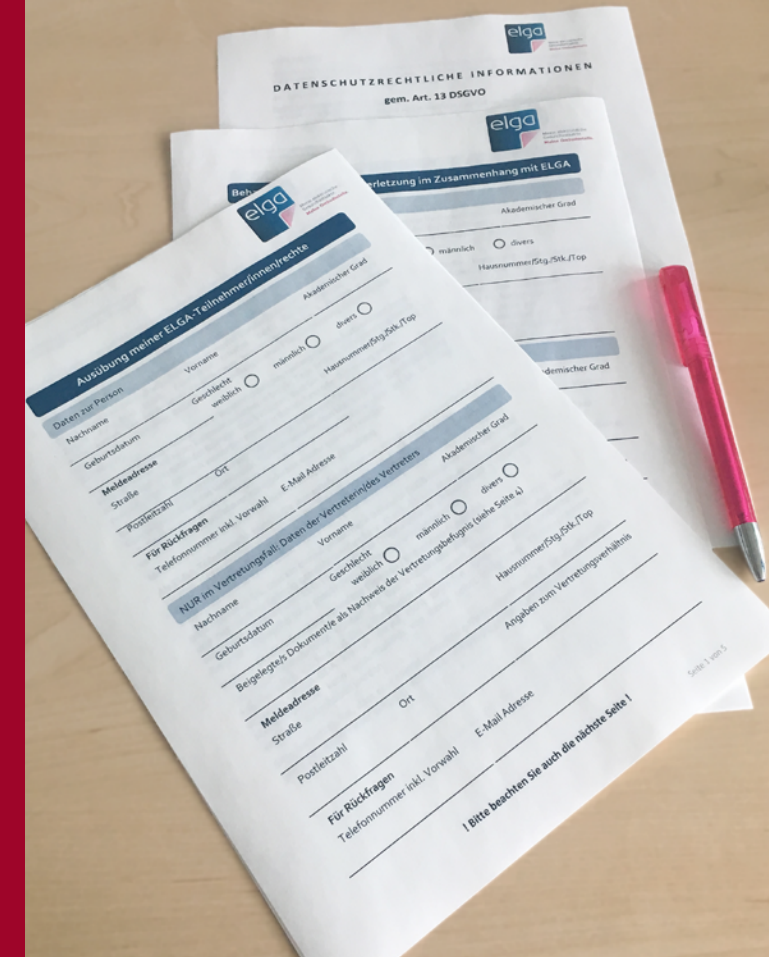 elga
DATENSCHUTZRECHTLICHE INFORMATIONEN
gem. Art. 13 DSGVO
elga
Beh
rletzung im Zusammenhang mit ELGA
Akademischer Grad
männlich divers
Hausnummer/Stg./Stk./Top
demischer Grad
elga
Ausübung meiner ELGA-Teilnehmer/innen/rechte
Daten zur Person
Nachname Vorname Akademischer Grad
Geburtsdatum Geschlecht
weiblich männlich divers
Meldeadresse
Straße Hausnummer/Stg./Stk./Top
Postleitzahl Ort
Für Rückfragen
Telefonnummer inkl. Vorwahl E-Mail Adresse
NUR im Vertretungsfall: Daten der Vertreterin/des Vertreters
Nachname Vorname Akademischer Grad
Geburtsdatum Geschlecht
weiblich männlich divers
Beigelegte/s Dokument/e als Nachweis der Vertretungsbefugnis (siehe Seite 4)
Meldeadresse
Straße Hausnummer/Stg./Stk./Top
Postleitzahl Ort Angaben zum Vertretungsverhältnis
Für Rückfragen
Telefonnummer inkl. Vorwahl E-Mail Adresse
! Bitte beachten Sie auch die nächste Seite !
Seite 1 von 5